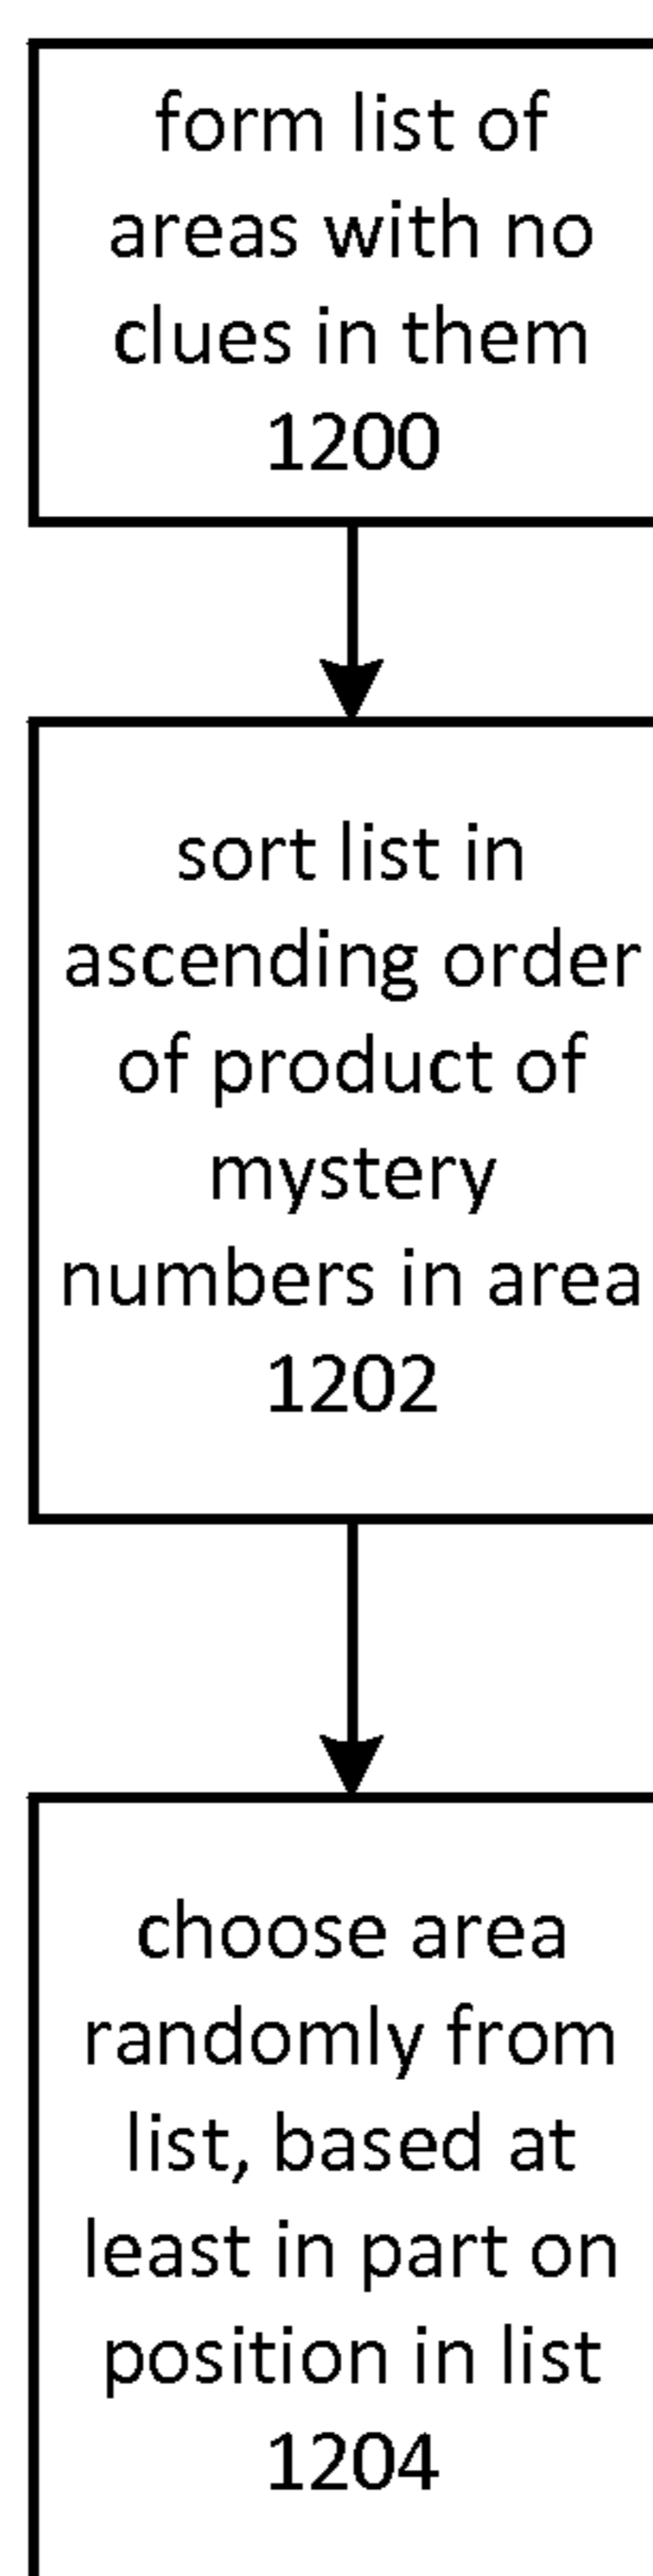 form list of
areas with no
clues in them
1200
sort list in
ascending order
of product of
mystery
numbers in area
1202
choose area
randomly from
list, based at
least in part on
position in list
1204